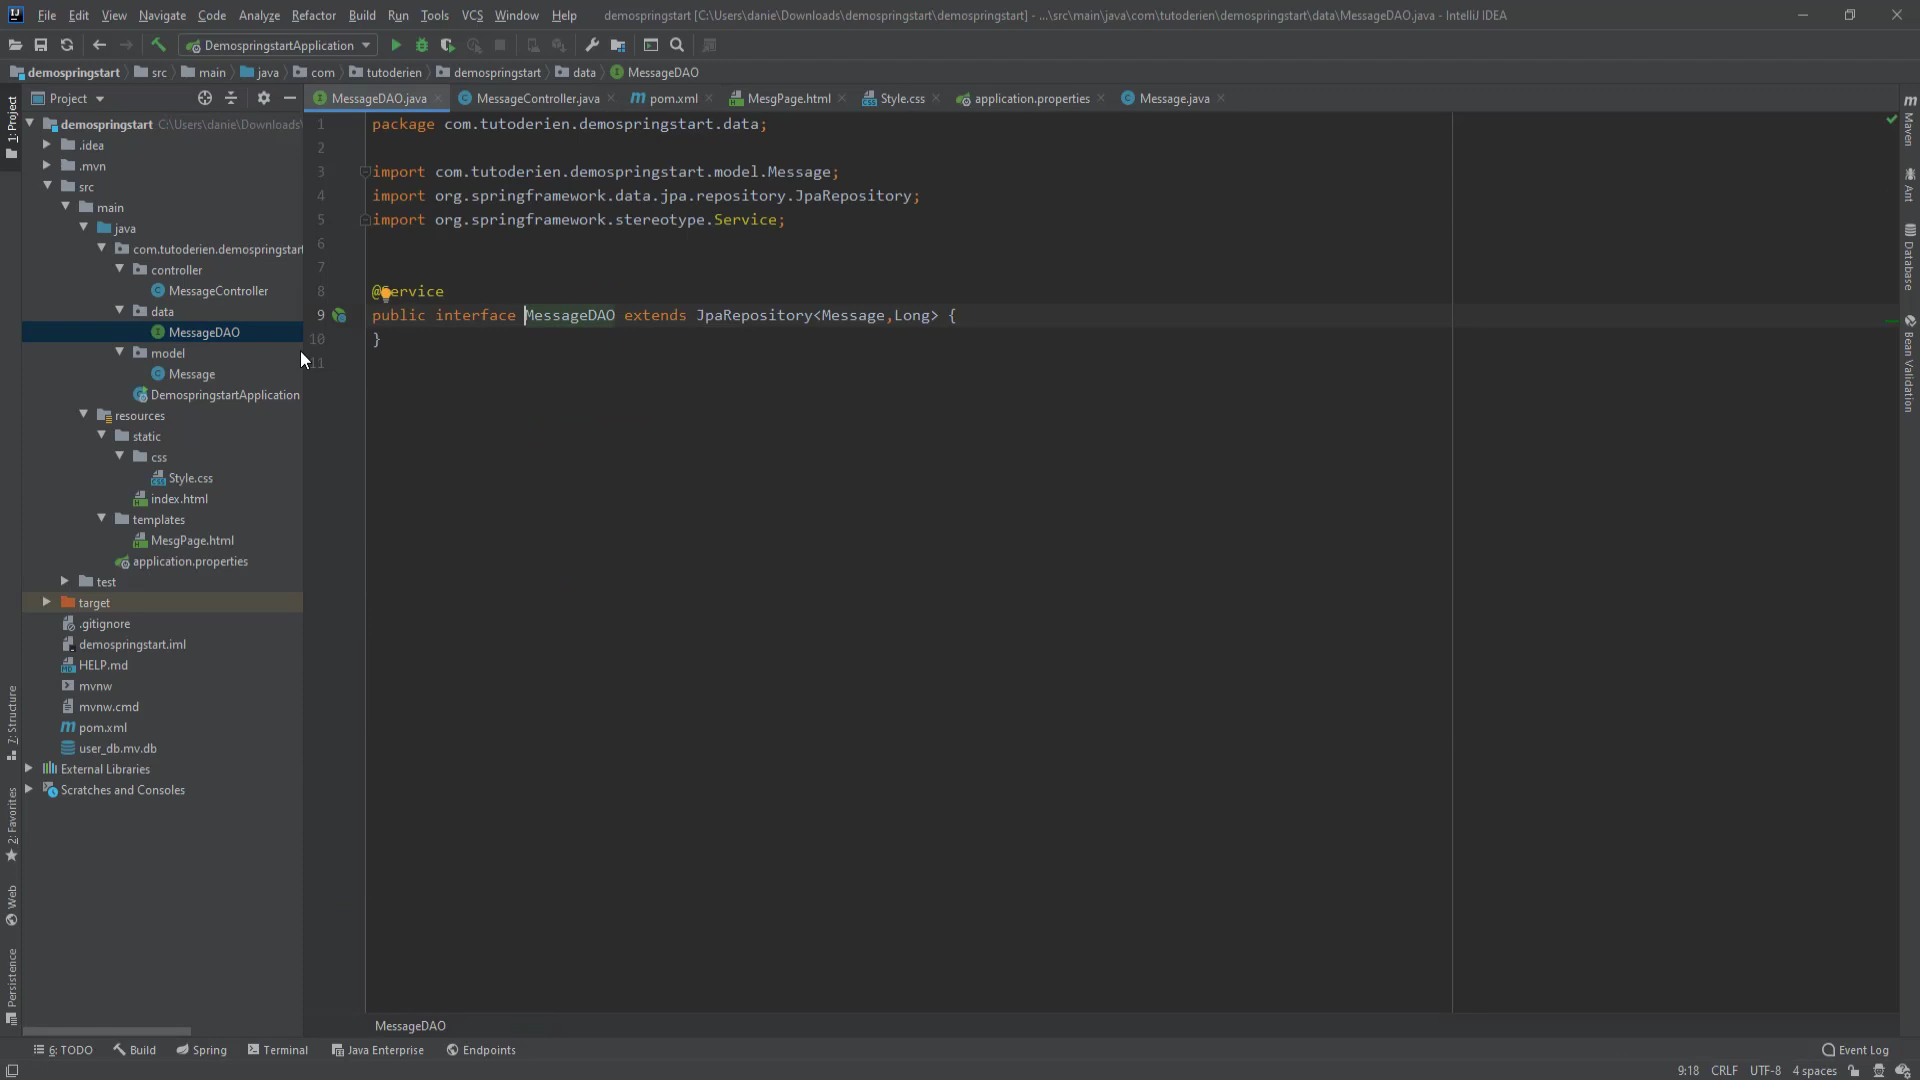 File Edit View Navigate Code Analyze Refactor Build Run Tools VCS Window Help demospringstart [C:\Users\danie\Downloads\demospringstart\demospringstart] - ...\src\main\java\com\tutoderien\demospringstart\data\MessageDAO.java - IntelliJ IDEA
DemospringstartApplication
demospringstart src main java com tutoderien demospringstart data MessageDAO
Project
MessageDAO.java MessageController.java pom.xml MesgPage.html Style.css application.properties Message.java
demospringstart C:\Users\danie\Downloads\
.idea
.mvn
src
main
java
com.tutoderien.demospringstart
controller
MessageController
data
MessageDAO
model
Message
DemospringstartApplication
resources
static
css
Style.css
index.html
templates
MesgPage.html
application.properties
test
target
.gitignore
demospringstart.iml
HELP.md
mvnw
mvnw.cmd
pom.xml
user_db.mv.db
External Libraries
Scratches and Consoles
1 package com.tutoderien.demospringstart.data;
2
3 import com.tutoderien.demospringstart.model.Message;
4 import org.springframework.data.jpa.repository.JpaRepository;
5 import org.springframework.stereotype.Service;
6
7
8 @Service
9 public interface MessageDAO extends JpaRepository<Message,Long> {
10 }
11
MessageDAO
1: Project
7: Structure
2: Favorites
Web
Persistence
Maven
Ant
Database
Bean Validation
6: TODO Build Spring Terminal Java Enterprise Endpoints Event Log
9:18 CRLF UTF-8 4 spaces